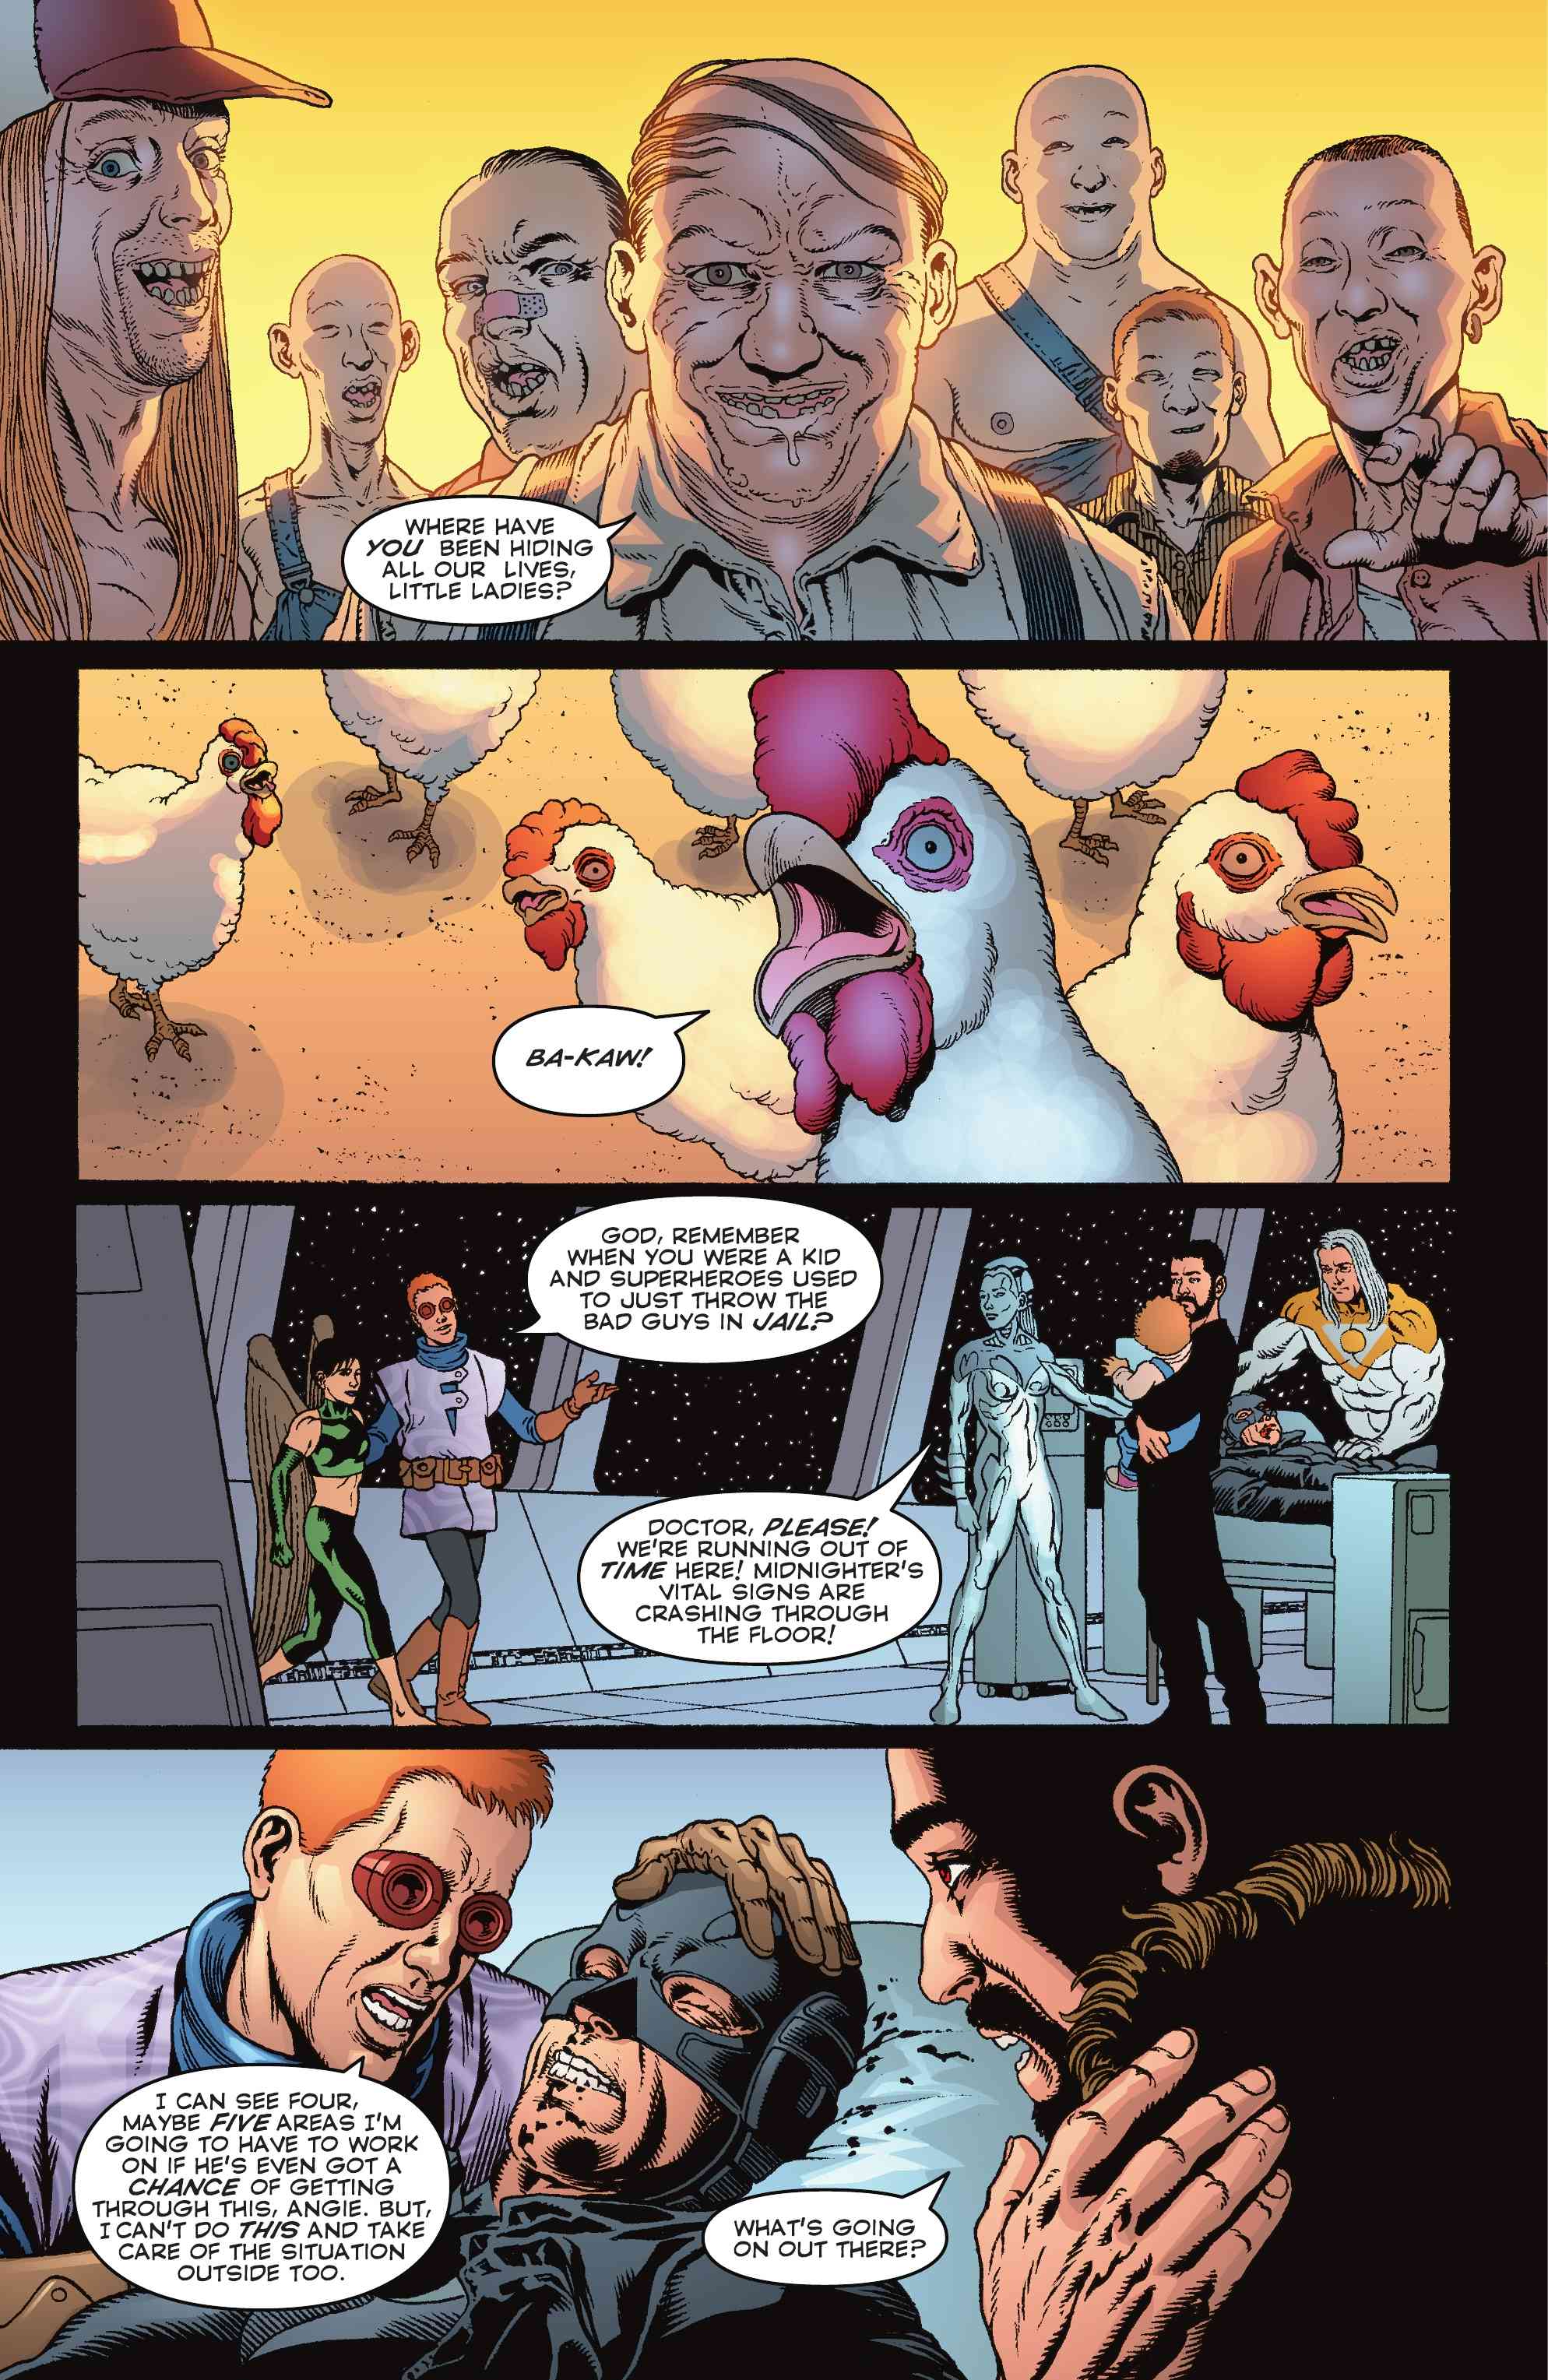 WHERE HAVE
YOU BEEN HIDING
ALL OUR LIVES,
LITTLE LADIES?
BA-KAW!
GOD, REMEMBER
WHEN YOU WERE A KID
AND SUPERHEROES USED
TO JUST THROW THE
BAD GUYS IN JAIL?
DOCTOR, PLEASE!
WE'RE RUNNING OUT OF
TIME HERE! MIDNIGHTER'S
VITAL SIGNS ARE
CRASHING THROUGH
THE FLOOR!
I CAN SEE FOUR,
MAYBE FIVE AREAS I'M
GOING TO HAVE TO WORK
ON IF HE'S EVEN GOT A
CHANCE OF GETTING
THROUGH THIS, ANGIE. BUT,
I CAN'T DO THIS AND TAKE
CARE OF THE SITUATION
OUTSIDE TOO.
WHAT'S GOING
ON OUT THERE?